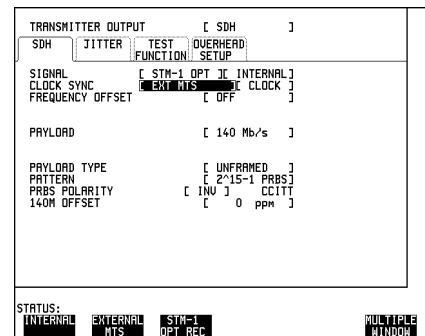 TRANSMITTER OUTPUT [ SDH ]
SDH JITTER TEST FUNCTION OVERHEAD SETUP
SIGNAL [ STM-1 OPT ][ INTERNAL]
CLOCK SYNC [ EXT MTS ][ CLOCK ]
FREQUENCY OFFSET [ OFF ]
PAYLOAD [ 140 Mb/s ]
PAYLOAD TYPE [ UNFRAMED ]
PATTERN [ 2^15-1 PRBS]
PRBS POLARITY [ INV ] CCITT
140M OFFSET [ 0 ppm ]
STATUS:
INTERNAL EXTERNAL MTS STM-1 OPT REC MULTIPLE WINDOW